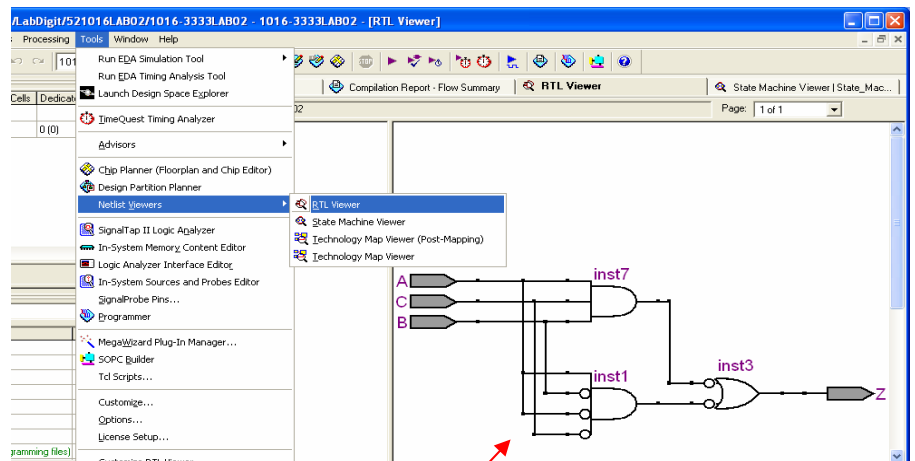 /LabDigit/521016LAB02/1016-3333LAB02 - 1016-3333LAB02 - [RTL Viewer]
Processing Tools Window Help
101
Run EDA Simulation Tool
Run EDA Timing Analysis Tool
Launch Design Space Explorer
TimeQuest Timing Analyzer
Advisors
Chip Planner (Floorplan and Chip Editor)
Design Partition Planner
Netlist Viewers
SignalTap II Logic Analyzer
In-System Memory Content Editor
Logic Analyzer Interface Editor
In-System Sources and Probes Editor
SignalProbe Pins...
Programmer
MegaWizard Plug-In Manager...
SOPC Builder
Tcl Scripts...
Customize...
Options...
License Setup...
RTL Viewer
State Machine Viewer
Technology Map Viewer (Post-Mapping)
Technology Map Viewer
Compilation Report - Flow Summary
RTL Viewer
State Machine Viewer | State_Mac...
Page: 1 of 1
Cells Dedicat
0 (0)
02
A
C
B
inst7
inst1
inst3
Z
gramming files)